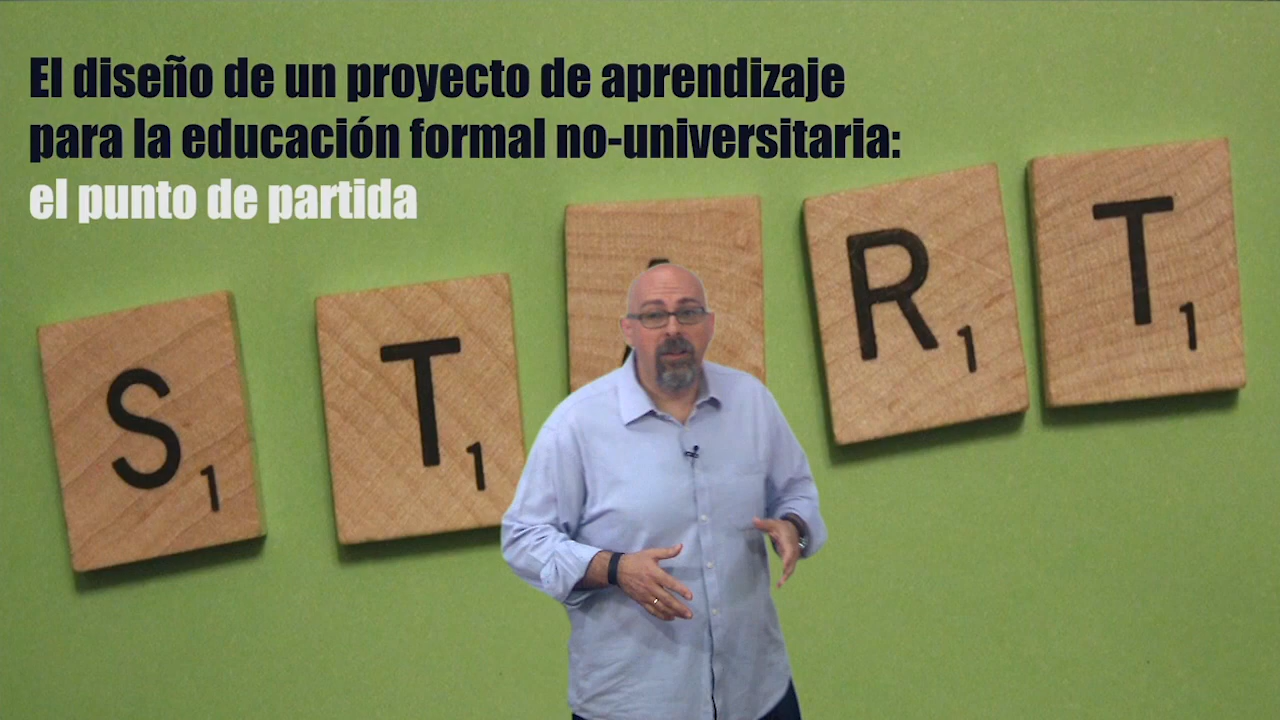 El diseño de un proyecto de aprendizaje
para la educación formal no-universitaria:
el punto de partida
S1 T1 A R1 T1